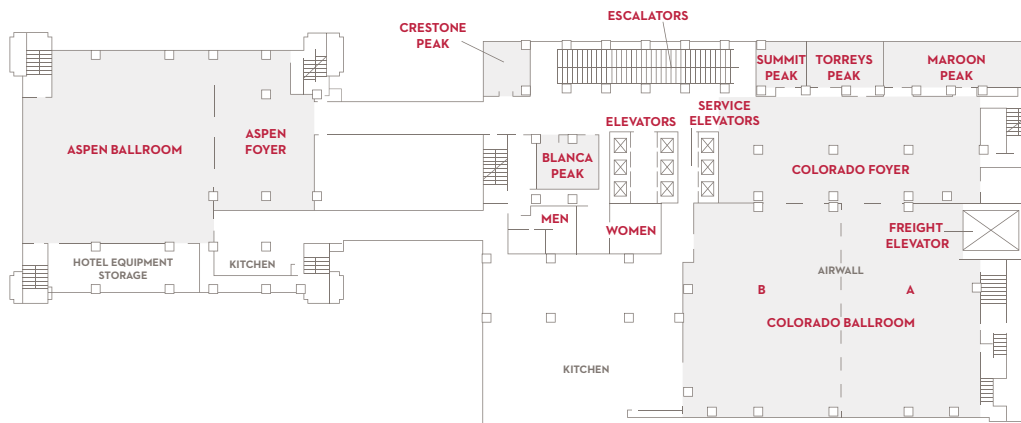 ESCALATORS
CRESTONE
PEAK
SUMMIT
PEAK
TORREYS
PEAK
MAROON
PEAK
SERVICE
ELEVATORS
ELEVATORS
ASPEN BALLROOM
ASPEN
FOYER
BLANCA
PEAK
COLORADO FOYER
MEN
WOMEN
FREIGHT
ELEVATOR
HOTEL EQUIPMENT
STORAGE
KITCHEN
AIRWALL
B
A
COLORADO BALLROOM
KITCHEN